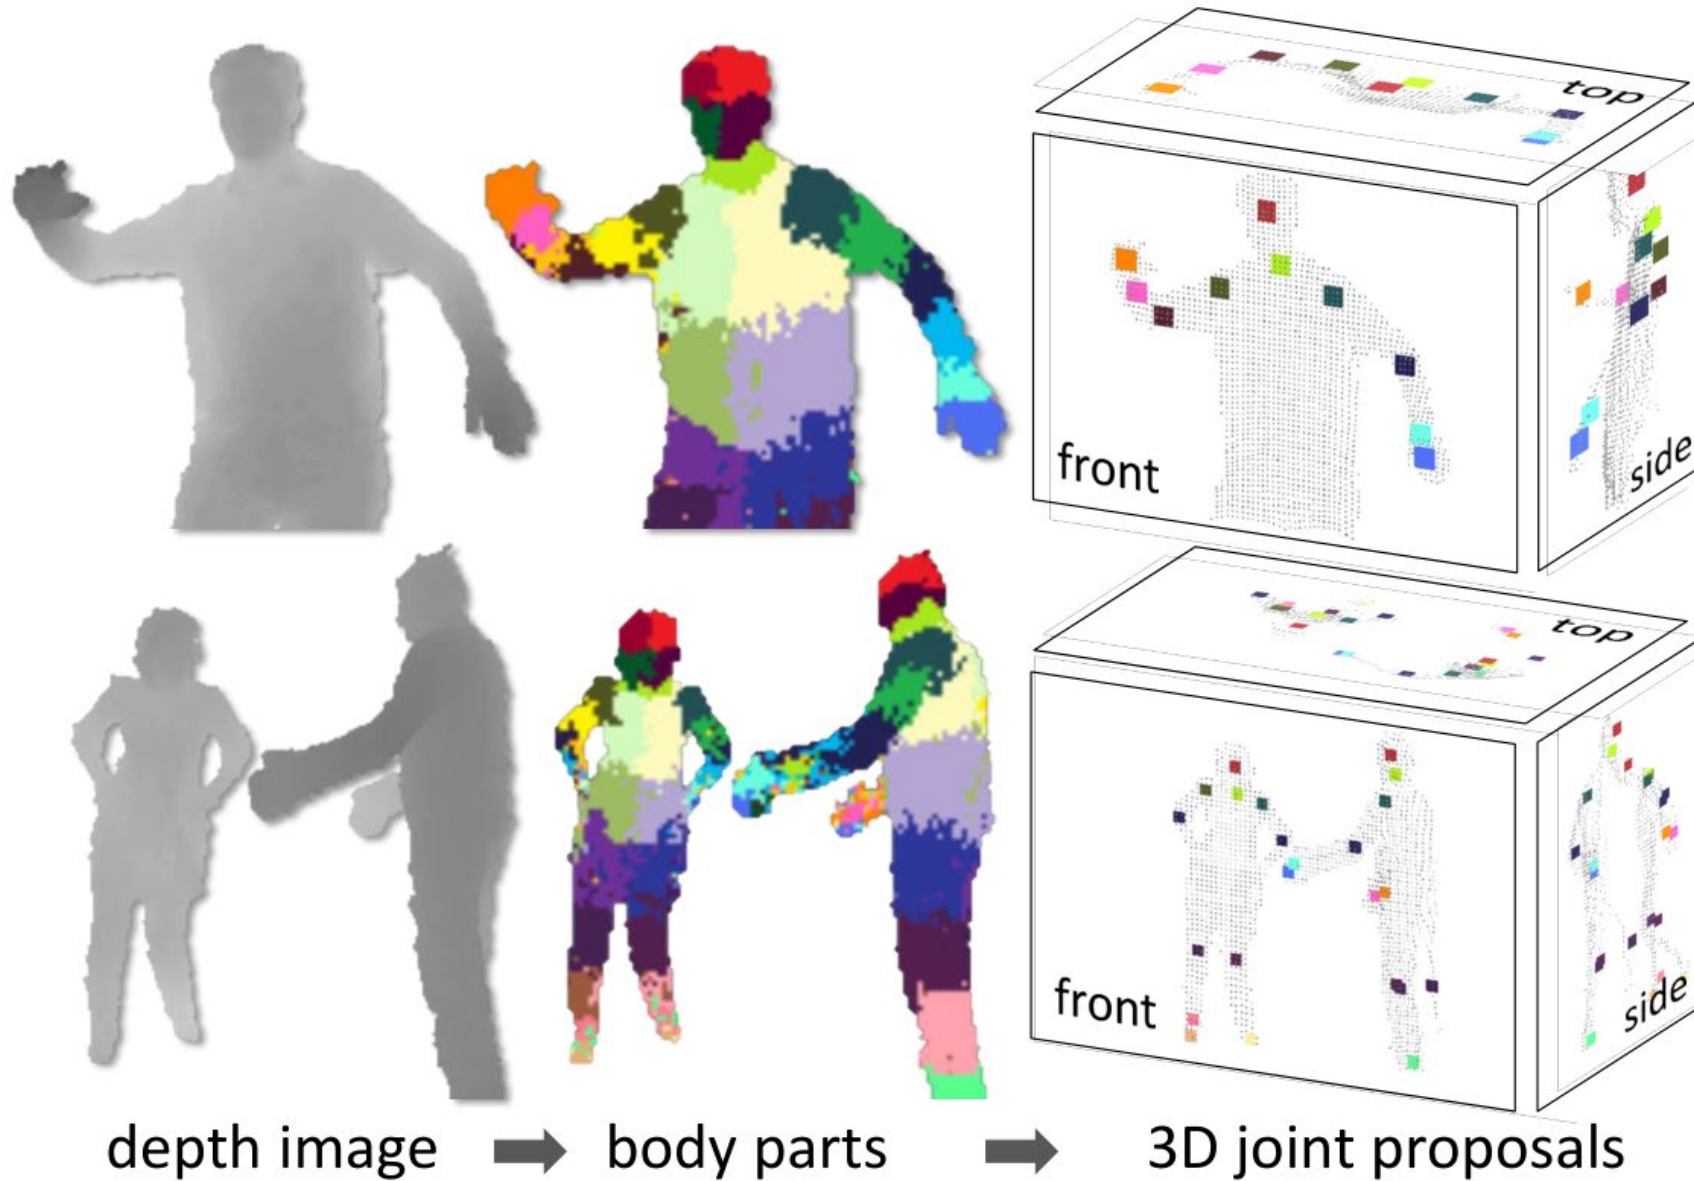 top
front
side
top
front
side
depth image
body parts
3D joint proposals